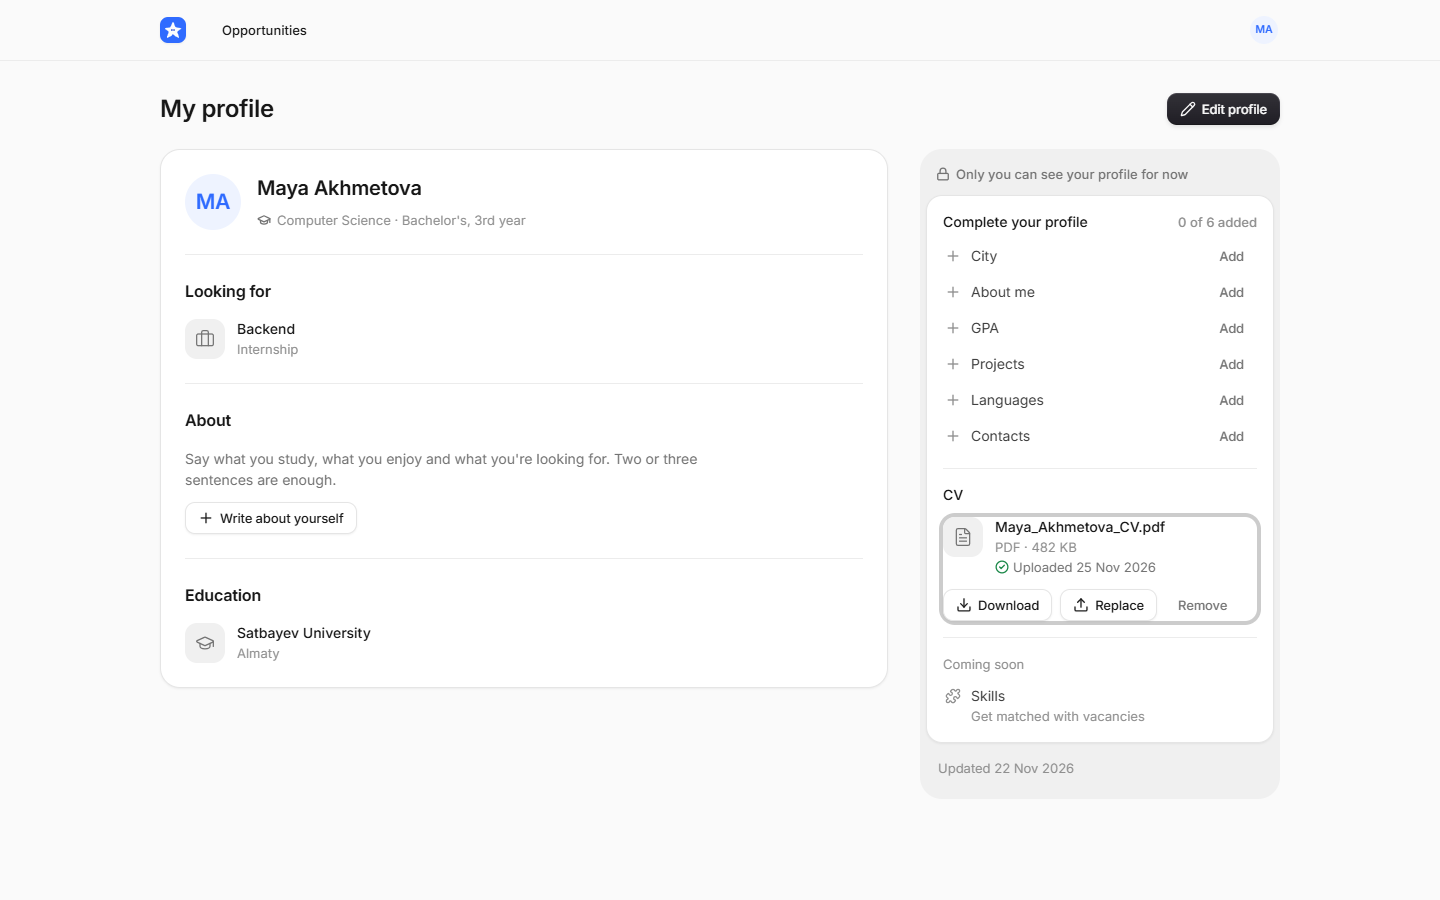 Opportunities
MA
My profile
Edit profile
MA
Maya Akhmetova
Computer Science · Bachelor's, 3rd year
Looking for
Backend
Internship
About
Say what you study, what you enjoy and what you're looking for. Two or three
sentences are enough.
Write about yourself
Education
Satbayev University
Almaty
Only you can see your profile for now
Complete your profile 0 of 6 added
City Add
About me Add
GPA Add
Projects Add
Languages Add
Contacts Add
CV
Maya_Akhmetova_CV.pdf
PDF · 482 KB
Uploaded 25 Nov 2026
Download Replace Remove
Coming soon
Skills
Get matched with vacancies
Updated 22 Nov 2026